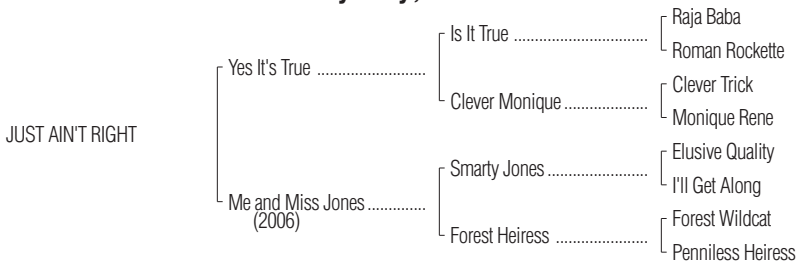 Raja Baba
Is It True
Roman Rockette
Yes It's True
Clever Trick
Clever Monique
Monique Rene
JUST AIN'T RIGHT
Elusive Quality
Smarty Jones
I'll Get Along
Me and Miss Jones
(2006)
Forest Wildcat
Forest Heiress
Penniless Heiress